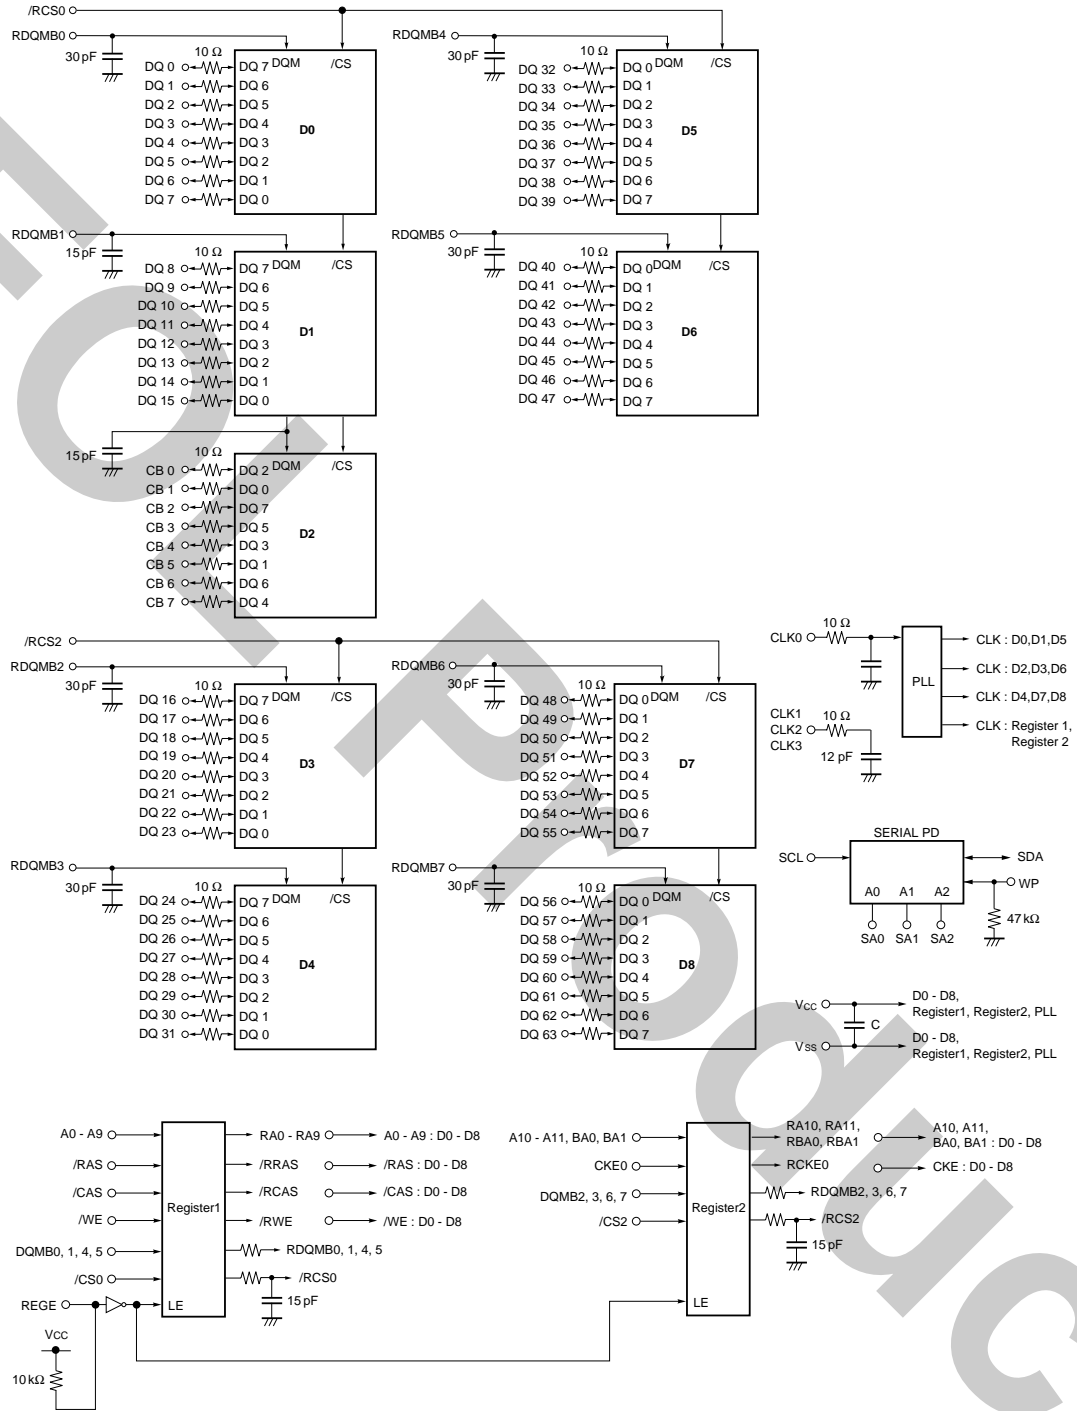 /RCS0
RDQMB0
30 pF
10 Ω
DQM /CS
DQ 0 DQ 7
DQ 1 DQ 6
DQ 2 DQ 5
DQ 3 DQ 4
DQ 4 DQ 3
DQ 5 DQ 2
DQ 6 DQ 1
DQ 7 DQ 0
D0
RDQMB4
30 pF
10 Ω
DQM /CS
DQ 32 DQ 0
DQ 33 DQ 1
DQ 34 DQ 2
DQ 35 DQ 3
DQ 36 DQ 4
DQ 37 DQ 5
DQ 38 DQ 6
DQ 39 DQ 7
D5
RDQMB1
15 pF
10 Ω
DQM /CS
DQ 8 DQ 7
DQ 9 DQ 6
DQ 10 DQ 5
DQ 11 DQ 4
DQ 12 DQ 3
DQ 13 DQ 2
DQ 14 DQ 1
DQ 15 DQ 0
D1
RDQMB5
30 pF
10 Ω
DQM /CS
DQ 40 DQ 0
DQ 41 DQ 1
DQ 42 DQ 2
DQ 43 DQ 3
DQ 44 DQ 4
DQ 45 DQ 5
DQ 46 DQ 6
DQ 47 DQ 7
D6
15 pF
10 Ω
DQM /CS
CB 0 DQ 2
CB 1 DQ 0
CB 2 DQ 7
CB 3 DQ 5
CB 4 DQ 3
CB 5 DQ 1
CB 6 DQ 6
CB 7 DQ 4
D2
/RCS2
RDQMB2
30 pF
10 Ω
DQM /CS
DQ 16 DQ 7
DQ 17 DQ 6
DQ 18 DQ 5
DQ 19 DQ 4
DQ 20 DQ 3
DQ 21 DQ 2
DQ 22 DQ 1
DQ 23 DQ 0
D3
RDQMB6
30 pF
10 Ω
DQM /CS
DQ 48 DQ 0
DQ 49 DQ 1
DQ 50 DQ 2
DQ 51 DQ 3
DQ 52 DQ 4
DQ 53 DQ 5
DQ 54 DQ 6
DQ 55 DQ 7
D7
RDQMB3
30 pF
10 Ω
DQM /CS
DQ 24 DQ 7
DQ 25 DQ 6
DQ 26 DQ 5
DQ 27 DQ 4
DQ 28 DQ 3
DQ 29 DQ 2
DQ 30 DQ 1
DQ 31 DQ 0
D4
RDQMB7
30 pF
10 Ω
DQM /CS
DQ 56 DQ 0
DQ 57 DQ 1
DQ 58 DQ 2
DQ 59 DQ 3
DQ 60 DQ 4
DQ 61 DQ 5
DQ 62 DQ 6
DQ 63 DQ 7
D8
CLK0
10 Ω
PLL
CLK : D0,D1,D5
CLK : D2,D3,D6
CLK : D4,D7,D8
CLK : Register 1,
Register 2
CLK1
CLK2
CLK3
10 Ω
12 pF
SERIAL PD
SCL
SDA
WP
A0 A1 A2
47 kΩ
SA0 SA1 SA2
Vcc
D0 - D8,
Register1, Register2, PLL
C
Vss
D0 - D8,
Register1, Register2, PLL
A0 - A9
RA0 - RA9
A0 - A9 : D0 - D8
/RAS
/RRAS
/RAS : D0 - D8
/CAS
/RCAS
/CAS : D0 - D8
Register1
/WE
/RWE
/WE : D0 - D8
DQMB0, 1, 4, 5
RDQMB0, 1, 4, 5
/CS0
/RCS0
15 pF
REGE
LE
Vcc
10 kΩ
A10 - A11, BA0, BA1
RA10, RA11,
RBA0, RBA1
A10, A11,
BA0, BA1 : D0 - D8
CKE0
RCKE0
CKE : D0 - D8
DQMB2, 3, 6, 7
RDQMB2, 3, 6, 7
Register2
/CS2
/RCS2
15 pF
LE